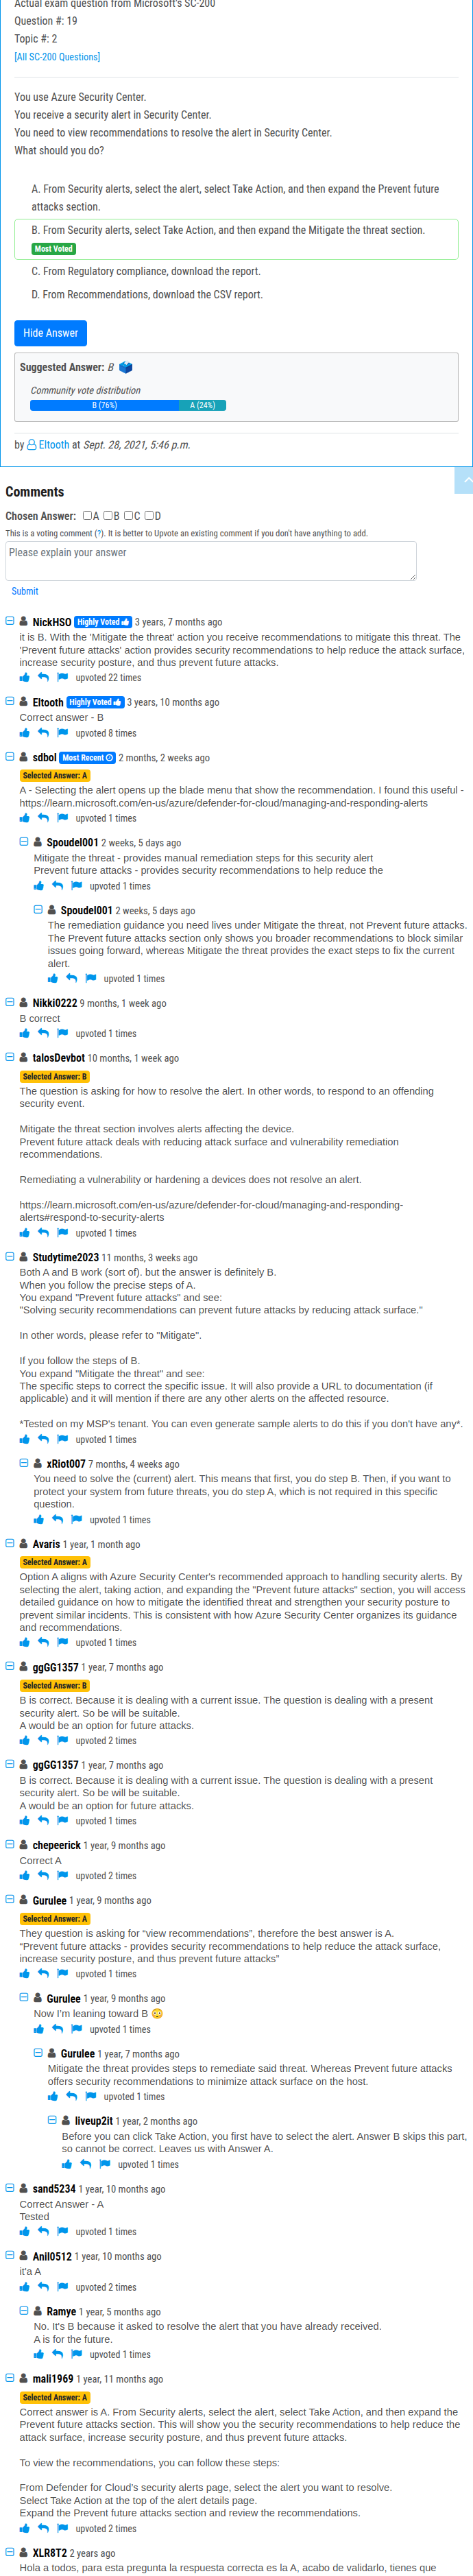 Actual exam question from Microsoft's SC-200
Question #: 19
Topic #: 2
[All SC-200 Questions]
You use Azure Security Center.
You receive a security alert in Security Center.
You need to view recommendations to resolve the alert in Security Center.
What should you do?
A. From Security alerts, select the alert, select Take Action, and then expand the Prevent future
attacks section.
B. From Security alerts, select Take Action, and then expand the Mitigate the threat section.
Most Voted
C. From Regulatory compliance, download the report.
D. From Recommendations, download the CSV report.
Hide Answer
Suggested Answer: B
Community vote distribution
B (76%) A (24%)
by Eltooth at Sept. 28, 2021, 5:46 p.m.
Comments
Chosen Answer: A B C D
This is a voting comment (?). It is better to Upvote an existing comment if you don't have anything to add.
Please explain your answer
Submit
NickHSO Highly Voted 3 years, 7 months ago
it is B. With the 'Mitigate the threat' action you receive recommendations to mitigate this threat. The
'Prevent future attacks' action provides security recommendations to help reduce the attack surface,
increase security posture, and thus prevent future attacks.
upvoted 22 times
Eltooth Highly Voted 3 years, 10 months ago
Correct answer - B
upvoted 8 times
sdbol Most Recent 2 months, 2 weeks ago
Selected Answer: A
A - Selecting the alert opens up the blade menu that show the recommendation. I found this useful -
https://learn.microsoft.com/en-us/azure/defender-for-cloud/managing-and-responding-alerts
upvoted 1 times
Spoudel001 2 weeks, 5 days ago
Mitigate the threat - provides manual remediation steps for this security alert
Prevent future attacks - provides security recommendations to help reduce the
upvoted 1 times
Spoudel001 2 weeks, 5 days ago
The remediation guidance you need lives under Mitigate the threat, not Prevent future attacks.
The Prevent future attacks section only shows you broader recommendations to block similar
issues going forward, whereas Mitigate the threat provides the exact steps to fix the current
alert.
upvoted 1 times
Nikki0222 9 months, 1 week ago
B correct
upvoted 1 times
talosDevbot 10 months, 1 week ago
Selected Answer: B
The question is asking for how to resolve the alert. In other words, to respond to an offending
security event.
Mitigate the threat section involves alerts affecting the device.
Prevent future attack deals with reducing attack surface and vulnerability remediation
recommendations.
Remediating a vulnerability or hardening a devices does not resolve an alert.
https://learn.microsoft.com/en-us/azure/defender-for-cloud/managing-and-responding-
alerts#respond-to-security-alerts
upvoted 1 times
Studytime2023 11 months, 3 weeks ago
Both A and B work (sort of). but the answer is definitely B.
When you follow the precise steps of A.
You expand "Prevent future attacks" and see:
"Solving security recommendations can prevent future attacks by reducing attack surface."
In other words, please refer to "Mitigate".
If you follow the steps of B.
You expand "Mitigate the threat" and see:
The specific steps to correct the specific issue. It will also provide a URL to documentation (if
applicable) and it will mention if there are any other alerts on the affected resource.
*Tested on my MSP's tenant. You can even generate sample alerts to do this if you don't have any*.
upvoted 1 times
xRiot007 7 months, 4 weeks ago
You need to solve the (current) alert. This means that first, you do step B. Then, if you want to
protect your system from future threats, you do step A, which is not required in this specific
question.
upvoted 1 times
Avaris 1 year, 1 month ago
Selected Answer: A
Option A aligns with Azure Security Center's recommended approach to handling security alerts. By
selecting the alert, taking action, and expanding the "Prevent future attacks" section, you will access
detailed guidance on how to mitigate the identified threat and strengthen your security posture to
prevent similar incidents. This is consistent with how Azure Security Center organizes its guidance
and recommendations.
upvoted 1 times
ggGG1357 1 year, 7 months ago
Selected Answer: B
B is correct. Because it is dealing with a current issue. The question is dealing with a present
security alert. So be will be suitable.
A would be an option for future attacks.
upvoted 2 times
ggGG1357 1 year, 7 months ago
B is correct. Because it is dealing with a current issue. The question is dealing with a present
security alert. So be will be suitable.
A would be an option for future attacks.
upvoted 1 times
chepeerick 1 year, 9 months ago
Correct A
upvoted 2 times
Gurulee 1 year, 9 months ago
Selected Answer: A
They question is asking for “view recommendations”, therefore the best answer is A.
“Prevent future attacks - provides security recommendations to help reduce the attack surface,
increase security posture, and thus prevent future attacks”
upvoted 1 times
Gurulee 1 year, 9 months ago
Now I’m leaning toward B 😳
upvoted 1 times
Gurulee 1 year, 7 months ago
Mitigate the threat provides steps to remediate said threat. Whereas Prevent future attacks
offers security recommendations to minimize attack surface on the host.
upvoted 1 times
liveup2it 1 year, 2 months ago
Before you can click Take Action, you first have to select the alert. Answer B skips this part,
so cannot be correct. Leaves us with Answer A.
upvoted 1 times
sand5234 1 year, 10 months ago
Correct Answer - A
Tested
upvoted 1 times
Anil0512 1 year, 10 months ago
it'a A
upvoted 2 times
Ramye 1 year, 5 months ago
No. It's B because it asked to resolve the alert that you have already received.
A is for the future.
upvoted 1 times
mali1969 1 year, 11 months ago
Selected Answer: A
Correct answer is A. From Security alerts, select the alert, select Take Action, and then expand the
Prevent future attacks section. This will show you the security recommendations to help reduce the
attack surface, increase security posture, and thus prevent future attacks.
To view the recommendations, you can follow these steps:
From Defender for Cloud’s security alerts page, select the alert you want to resolve.
Select Take Action at the top of the alert details page.
Expand the Prevent future attacks section and review the recommendations.
upvoted 2 times
XLR8T2 2 years ago
Hola a todos, para esta pregunta la respuesta correcta es la A, acabo de validarlo, tienes que